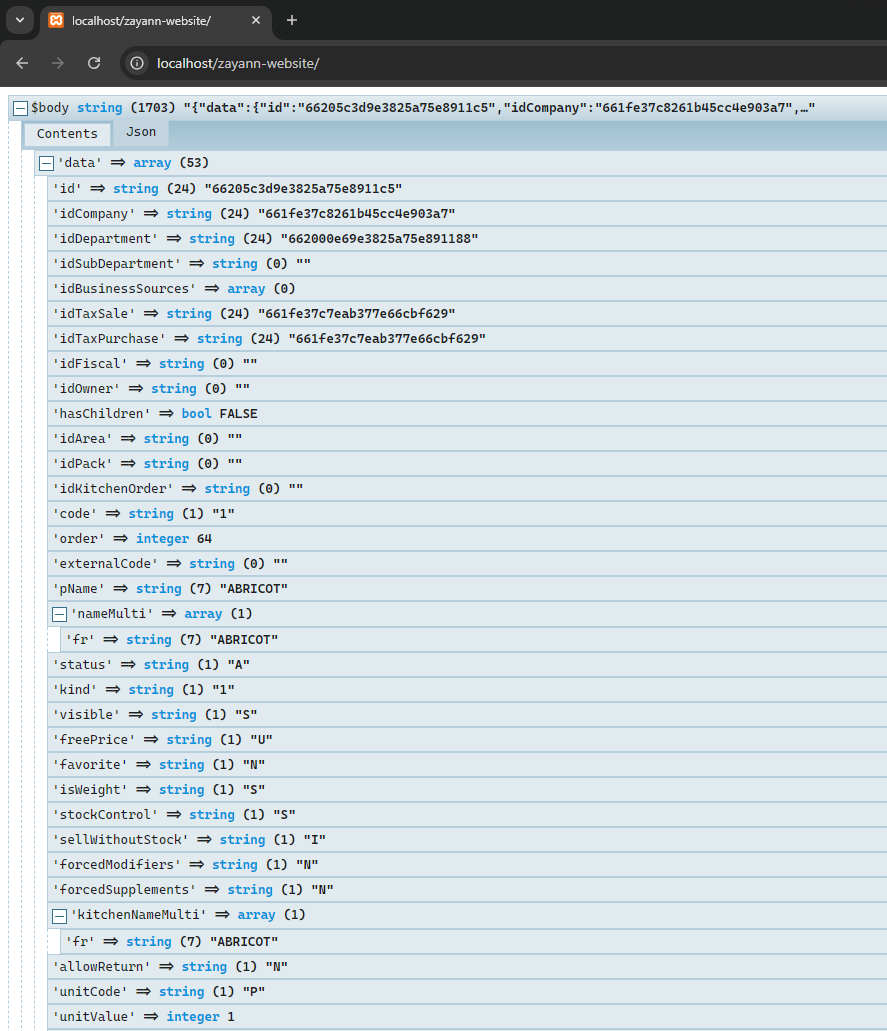 localhost/zayann-website/
localhost/zayann-website/
$body string (1703) "{"data":{"id":"66205c3d9e3825a75e8911c5","idCompany":"661fe37c8261b45cc4e903a7",…"
Contents Json
'data' ⇒ array (53)
'id' ⇒ string (24) "66205c3d9e3825a75e8911c5"
'idCompany' ⇒ string (24) "661fe37c8261b45cc4e903a7"
'idDepartment' ⇒ string (24) "662000e69e3825a75e891188"
'idSubDepartment' ⇒ string (0) ""
'idBusinessSources' ⇒ array (0)
'idTaxSale' ⇒ string (24) "661fe37c7eab377e66cbf629"
'idTaxPurchase' ⇒ string (24) "661fe37c7eab377e66cbf629"
'idFiscal' ⇒ string (0) ""
'idOwner' ⇒ string (0) ""
'hasChildren' ⇒ bool FALSE
'idArea' ⇒ string (0) ""
'idPack' ⇒ string (0) ""
'idKitchenOrder' ⇒ string (0) ""
'code' ⇒ string (1) "1"
'order' ⇒ integer 64
'externalCode' ⇒ string (0) ""
'pName' ⇒ string (7) "ABRICOT"
'nameMulti' ⇒ array (1)
'fr' ⇒ string (7) "ABRICOT"
'status' ⇒ string (1) "A"
'kind' ⇒ string (1) "1"
'visible' ⇒ string (1) "S"
'freePrice' ⇒ string (1) "U"
'favorite' ⇒ string (1) "N"
'isWeight' ⇒ string (1) "S"
'stockControl' ⇒ string (1) "S"
'sellWithoutStock' ⇒ string (1) "I"
'forcedModifiers' ⇒ string (1) "N"
'forcedSupplements' ⇒ string (1) "N"
'kitchenNameMulti' ⇒ array (1)
'fr' ⇒ string (7) "ABRICOT"
'allowReturn' ⇒ string (1) "N"
'unitCode' ⇒ string (1) "P"
'unitValue' ⇒ integer 1